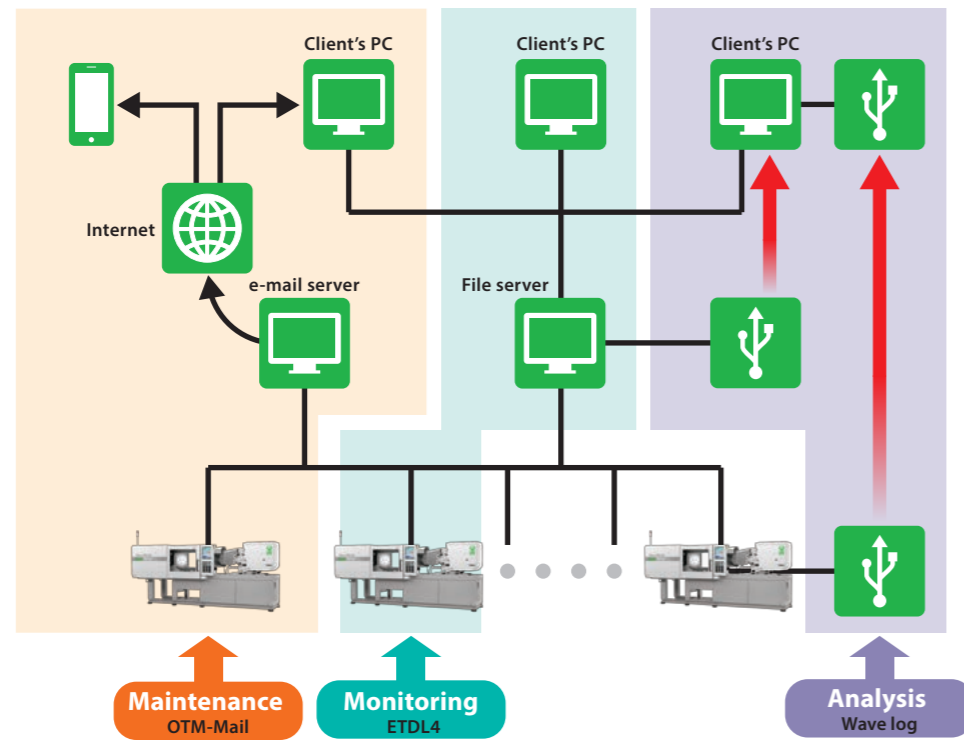 Client's PC
Client's PC
Client's PC
Internet
e-mail server
File server
Maintenance
OTM-Mail
Monitoring
ETDL4
Analysis
Wave log